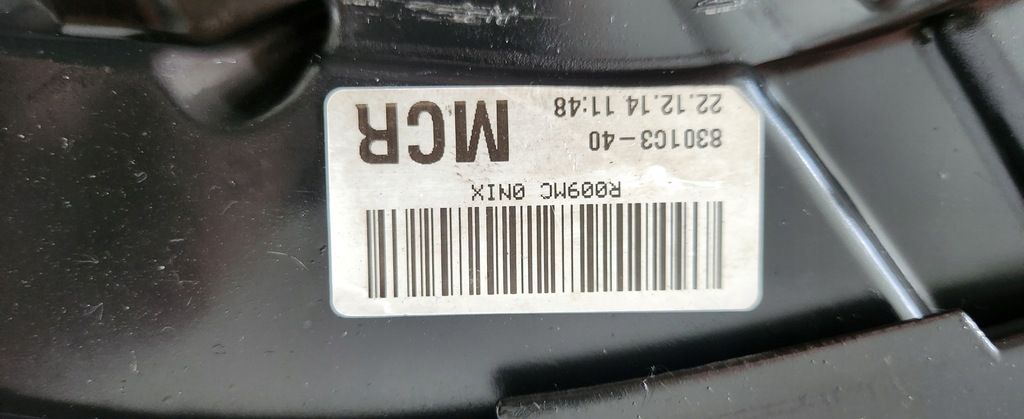 R009MC 0NIX
8301C3-40
22.12.14 11:48
MCR